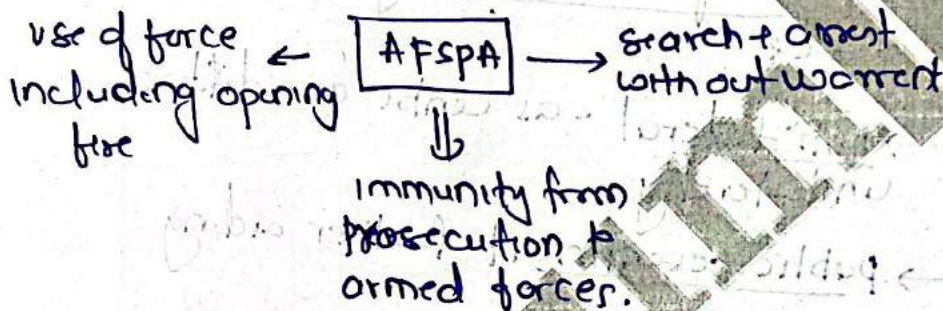 use of force
including opening
fire
← AFSPA →
search + arrest
without warrent
⇓
immunity from
prosecution to
armed forces.